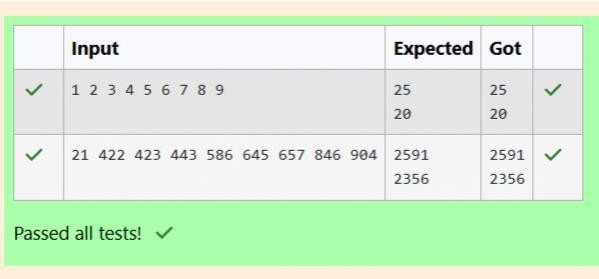 Input Expected Got
1 2 3 4 5 6 7 8 9 25 25
20 20
21 422 423 443 586 645 657 846 904 2591 2591
2356 2356
Passed all tests!